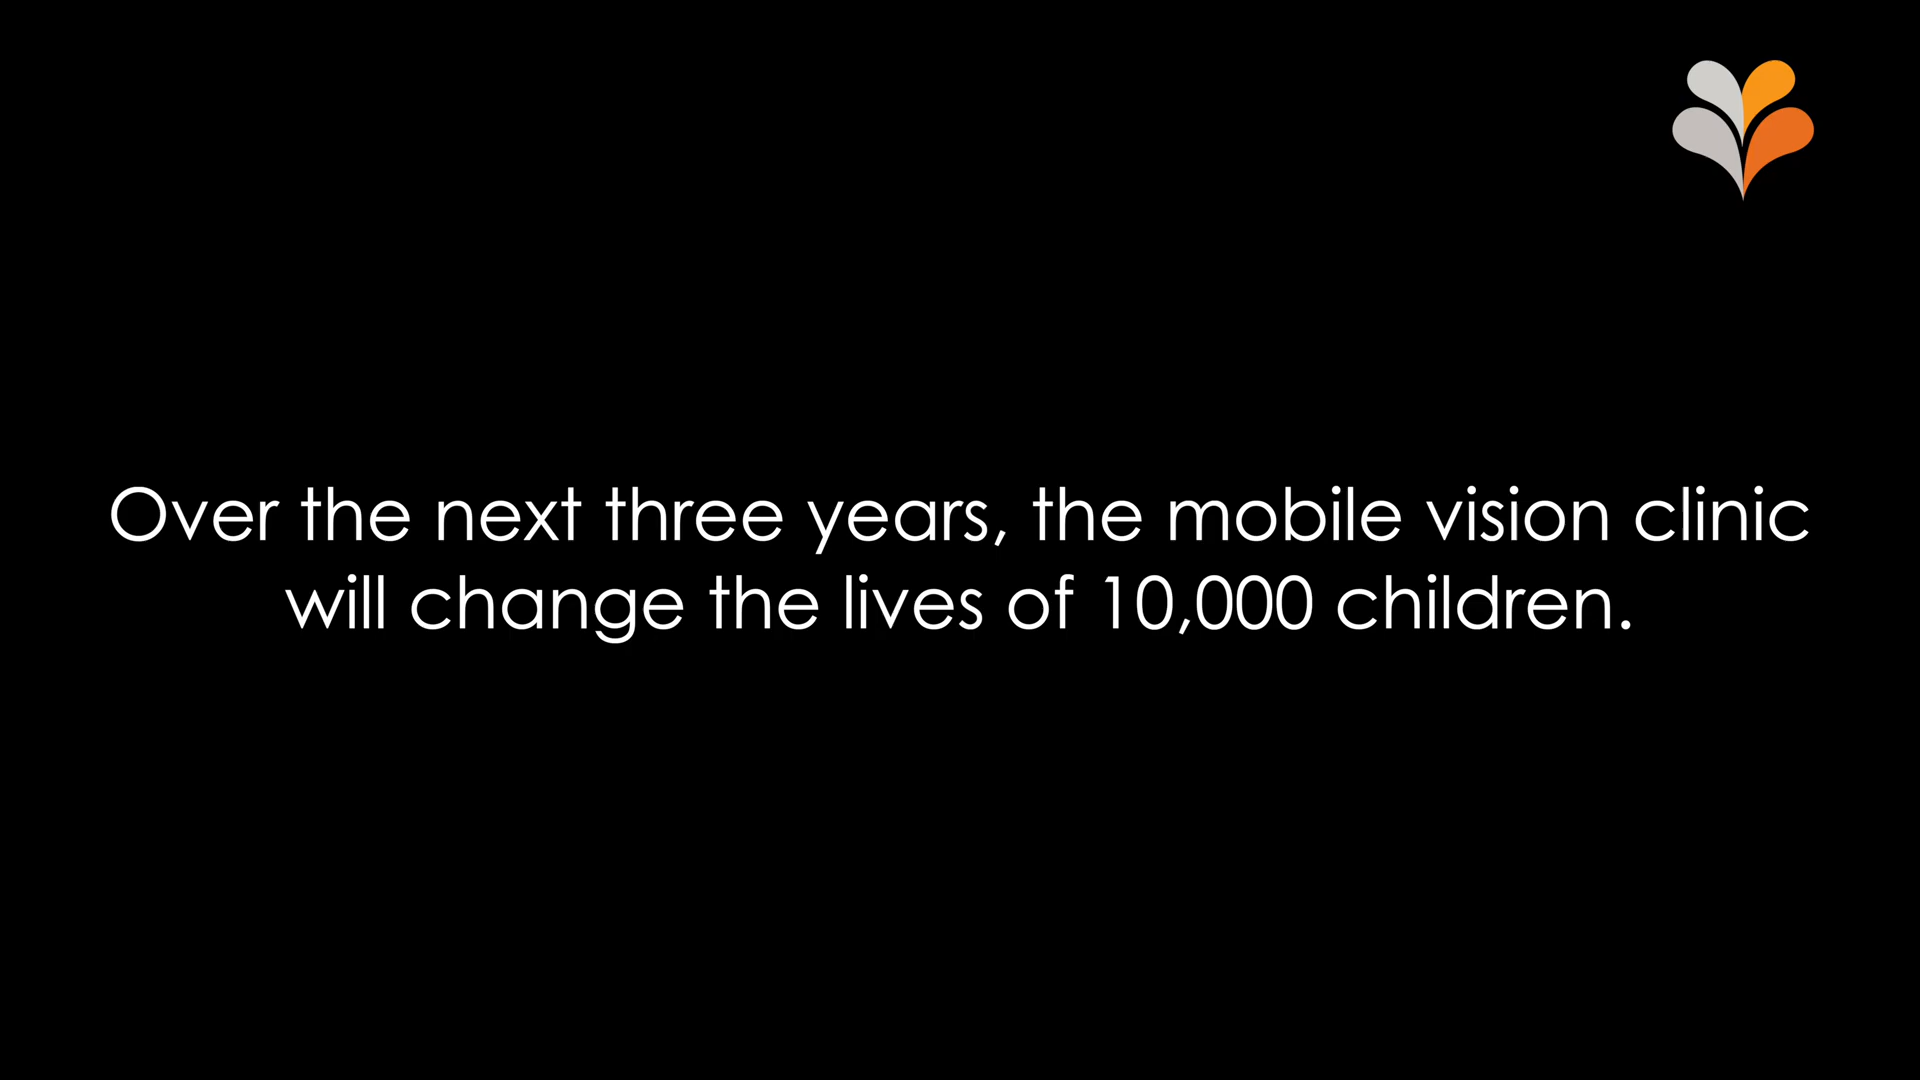 Over the next three years, the mobile vision clinic
will change the lives of 10,000 children.